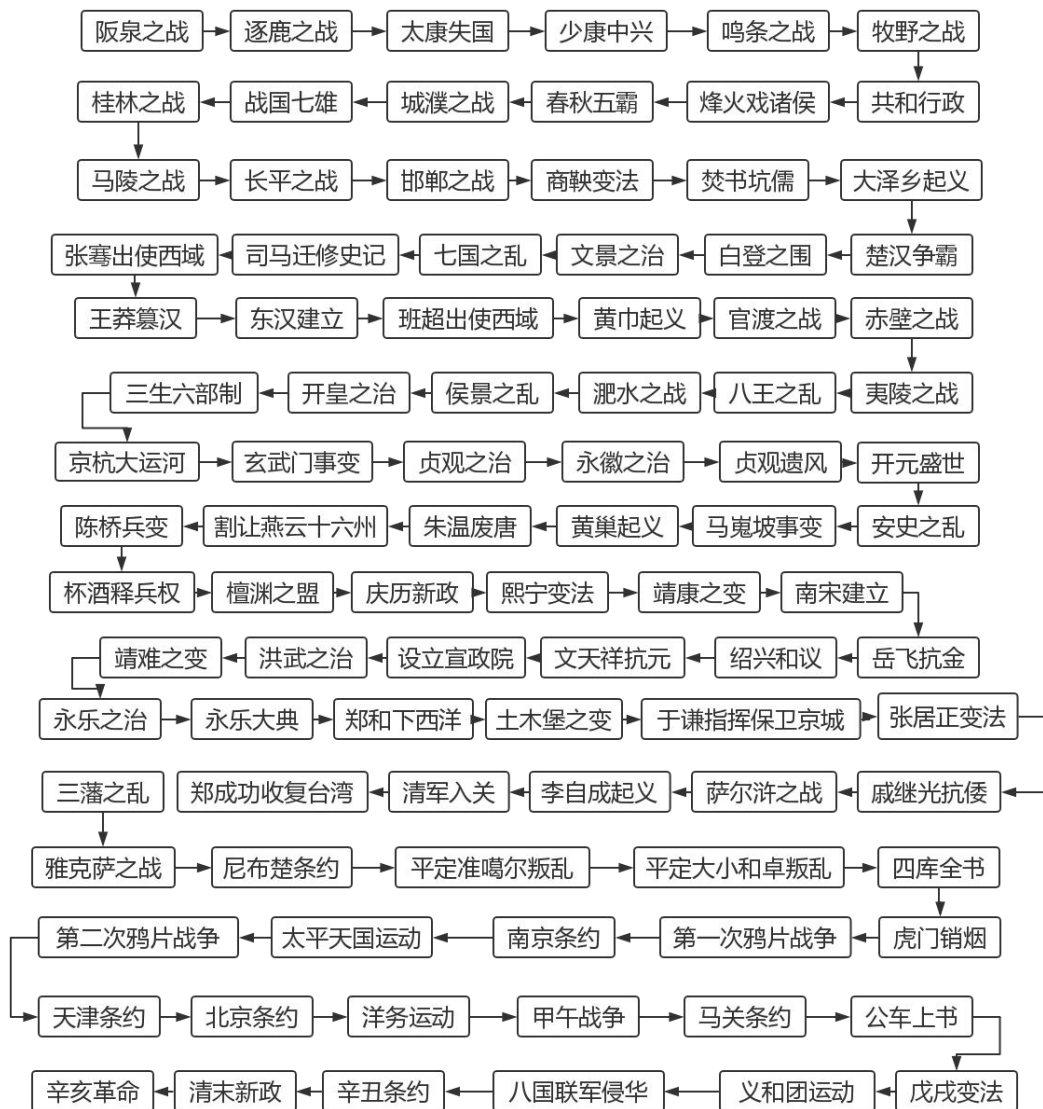 阪泉之战 逐鹿之战 太康失国 少康中兴 鸣条之战 牧野之战
桂林之战 战国七雄 城濮之战 春秋五霸 烽火戏诸侯 共和行政
马陵之战 长平之战 邯郸之战 商鞅变法 焚书坑儒 大泽乡起义
张骞出使西域 司马迁修史记 七国之乱 文景之治 白登之围 楚汉争霸
王莽篡汉 东汉建立 班超出使西域 黄巾起义 官渡之战 赤壁之战
三生六部制 开皇之治 侯景之乱 淝水之战 八王之乱 夷陵之战
京杭大运河 玄武门事变 贞观之治 永徽之治 贞观遗风 开元盛世
陈桥兵变 割让燕云十六州 朱温废唐 黄巢起义 马嵬坡事变 安史之乱
杯酒释兵权 檀渊之盟 庆历新政 熙宁变法 靖康之变 南宋建立
靖难之变 洪武之治 设立宣政院 文天祥抗元 绍兴和议 岳飞抗金
永乐之治 永乐大典 郑和下西洋 土木堡之变 于谦指挥保卫京城 张居正变法
三藩之乱 郑成功收复台湾 清军入关 李自成起义 萨尔浒之战 戚继光抗倭
雅克萨之战 尼布楚条约 平定准噶尔叛乱 平定大小和卓叛乱 四库全书
第二次鸦片战争 太平天国运动 南京条约 第一次鸦片战争 虎门销烟
天津条约 北京条约 洋务运动 甲午战争 马关条约 公车上书
辛亥革命 清末新政 辛丑条约 八国联军侵华 义和团运动 戊戌变法